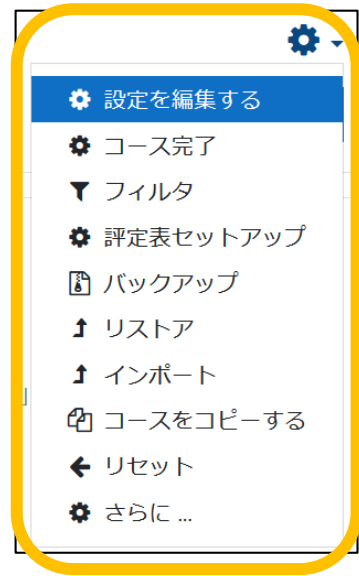 設定を編集する
コース完了
フィルタ
評定表セットアップ
バックアップ
リストア
インポート
コースをコピーする
リセット
さらに ...